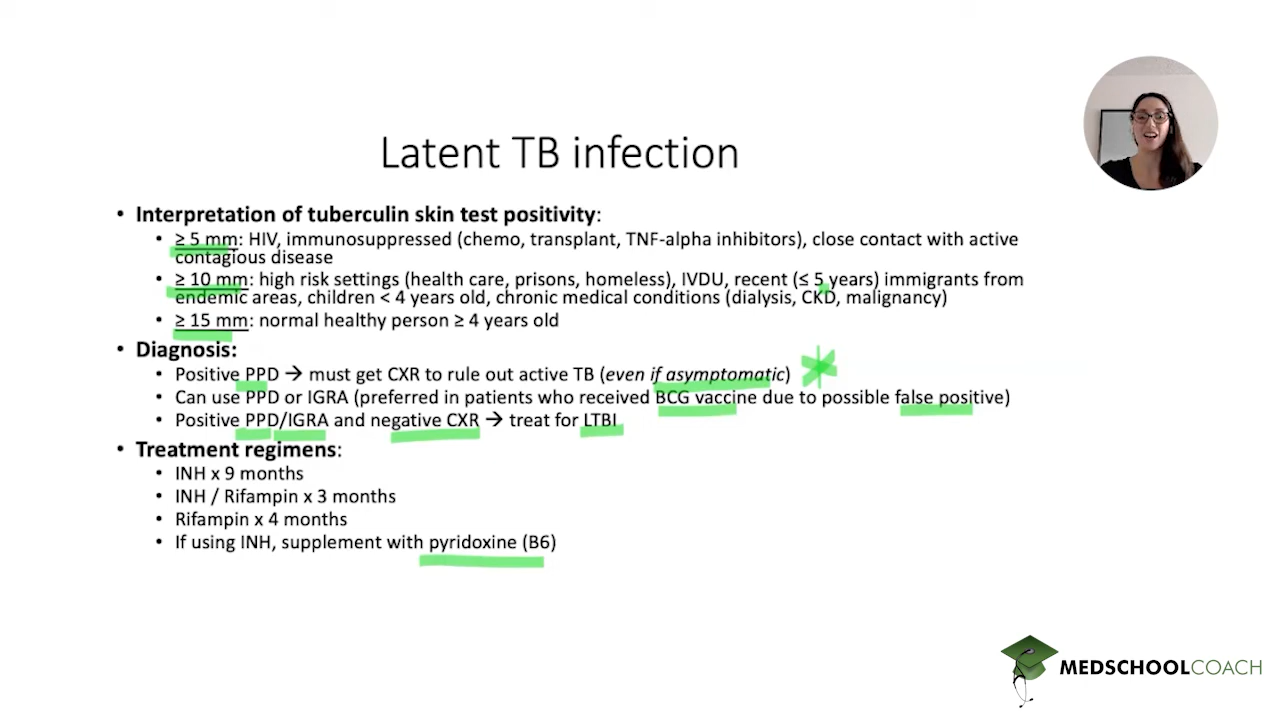 Latent TB infection
• Interpretation of tuberculin skin test positivity:
• ≥ 5 mm: HIV, immunosuppressed (chemo, transplant, TNF-alpha inhibitors), close contact with active
contagious disease
• ≥ 10 mm: high risk settings (health care, prisons, homeless), IVDU, recent (≤ 5 years) immigrants from
endemic areas, children < 4 years old, chronic medical conditions (dialysis, CKD, malignancy)
• ≥ 15 mm: normal healthy person ≥ 4 years old
• Diagnosis:
• Positive PPD → must get CXR to rule out active TB (even if asymptomatic)
• Can use PPD or IGRA (preferred in patients who received BCG vaccine due to possible false positive)
• Positive PPD/IGRA and negative CXR → treat for LTBI
• Treatment regimens:
• INH x 9 months
• INH / Rifampin x 3 months
• Rifampin x 4 months
• If using INH, supplement with pyridoxine (B6)
MEDSCHOOLCOACH